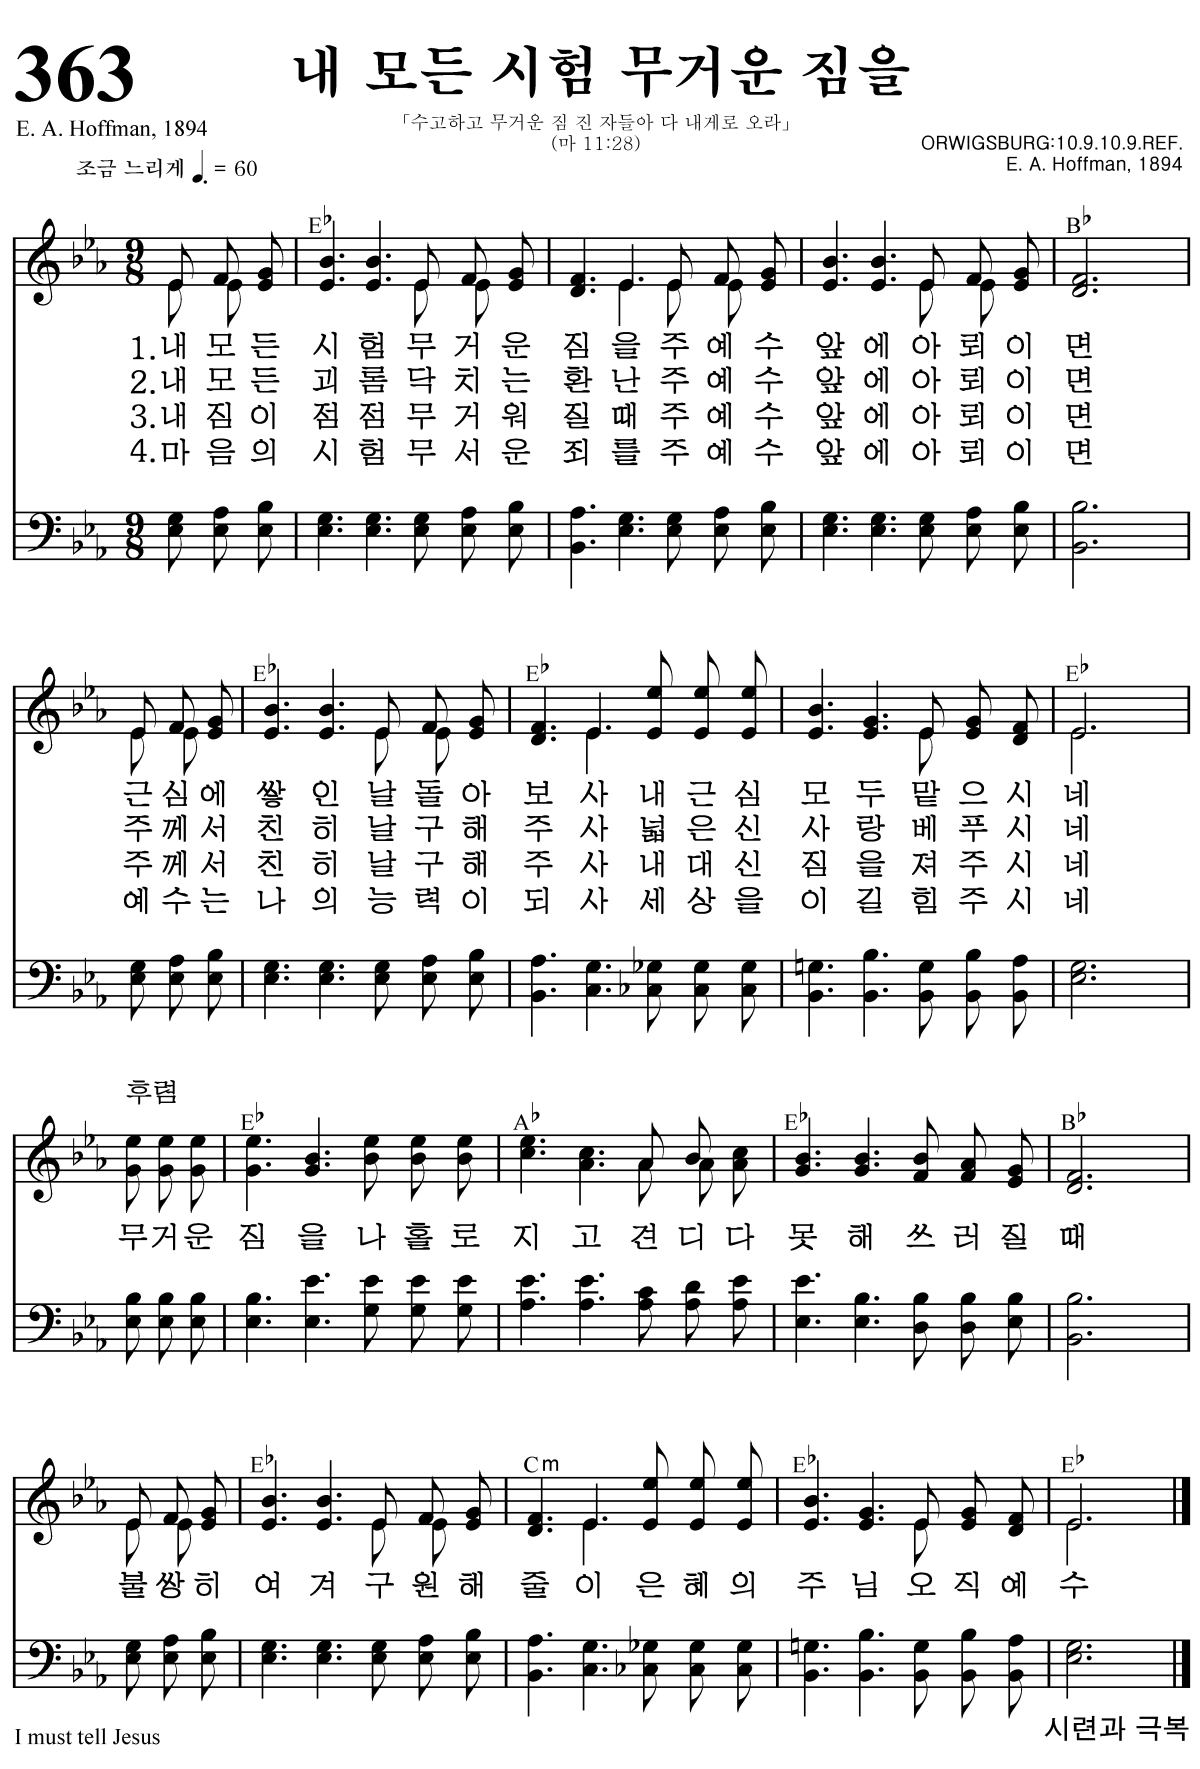 363
내 모든 시험 무거운 짐을
E. A. Hoffman, 1894
「수고하고 무거운 짐 진 자들아 다 내게로 오라」
(마 11:28)
ORWIGSBURG:10.9.10.9.REF.
E. A. Hoffman, 1894
조금 느리게 ♩. = 60
E♭ B♭
9 8
1.내 모 든 시 험 무 거 운 짐 을 주 예 수 앞 에 아 뢰 이 면
2.내 모 든 괴 롬 닥 치 는 환 난 주 예 수 앞 에 아 뢰 이 면
3.내 짐 이 점 점 무 거 워 질 때 주 예 수 앞 에 아 뢰 이 면
4.마 음 의 시 험 무 서 운 죄 를 주 예 수 앞 에 아 뢰 이 면
9 8
E♭ E♭ E♭
근 심 에 쌓 인 날 돌 아 보 사 내 근 심 모 두 맡 으 시 네
주 께 서 친 히 날 구 해 주 사 넓 은 신 사 랑 베 푸 시 네
주 께 서 친 히 날 구 해 주 사 내 대 신 짐 을 져 주 시 네
예 수 는 나 의 능 력 이 되 사 세 상 을 이 길 힘 주 시 네
후렴
E♭ A♭ E♭ B♭
무 거 운 짐 을 나 홀 로 지 고 견 디 다 못 해 쓰 러 질 때
E♭ Cm E♭ E♭
불 쌍 히 여 겨 구 원 해 줄 이 은 혜 의 주 님 오 직 예 수
I must tell Jesus
시련과 극복